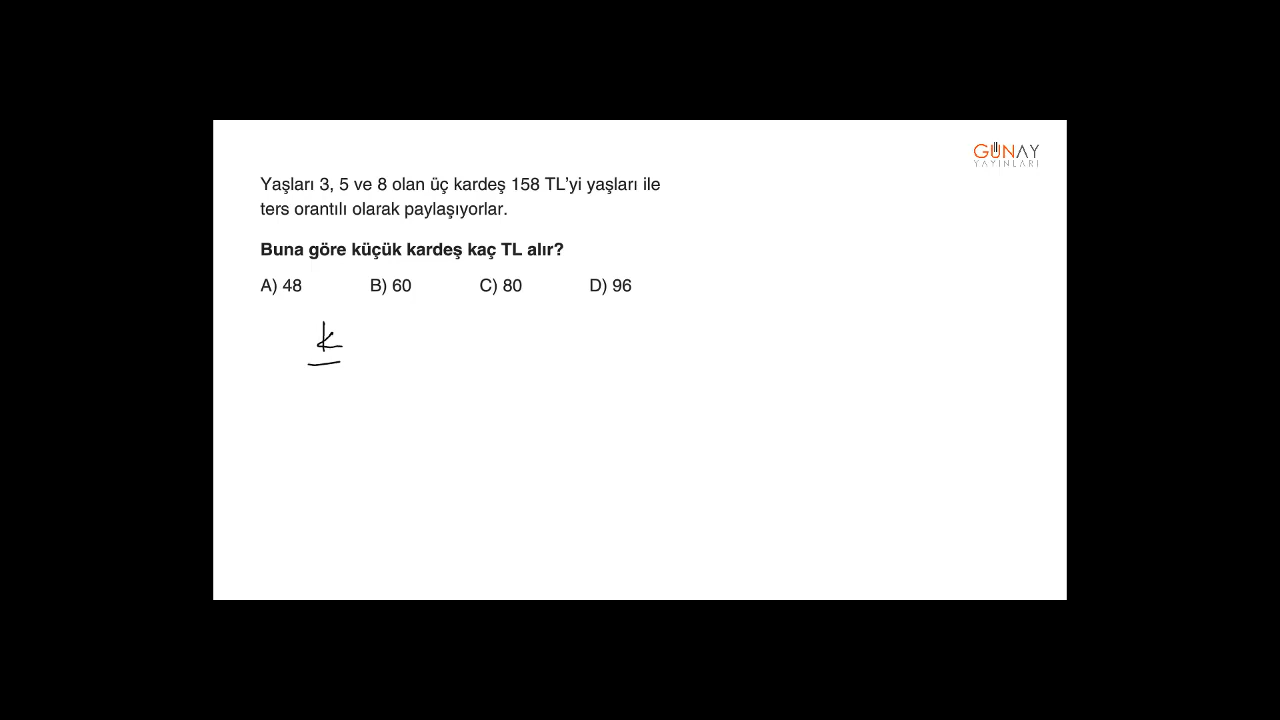 GÜNAY
YAYINLARI
Yaşları 3, 5 ve 8 olan üç kardeş 158 TL’yi yaşları ile
ters orantılı olarak paylaşıyorlar.
Buna göre küçük kardeş kaç TL alır?
A) 48 B) 60 C) 80 D) 96
k